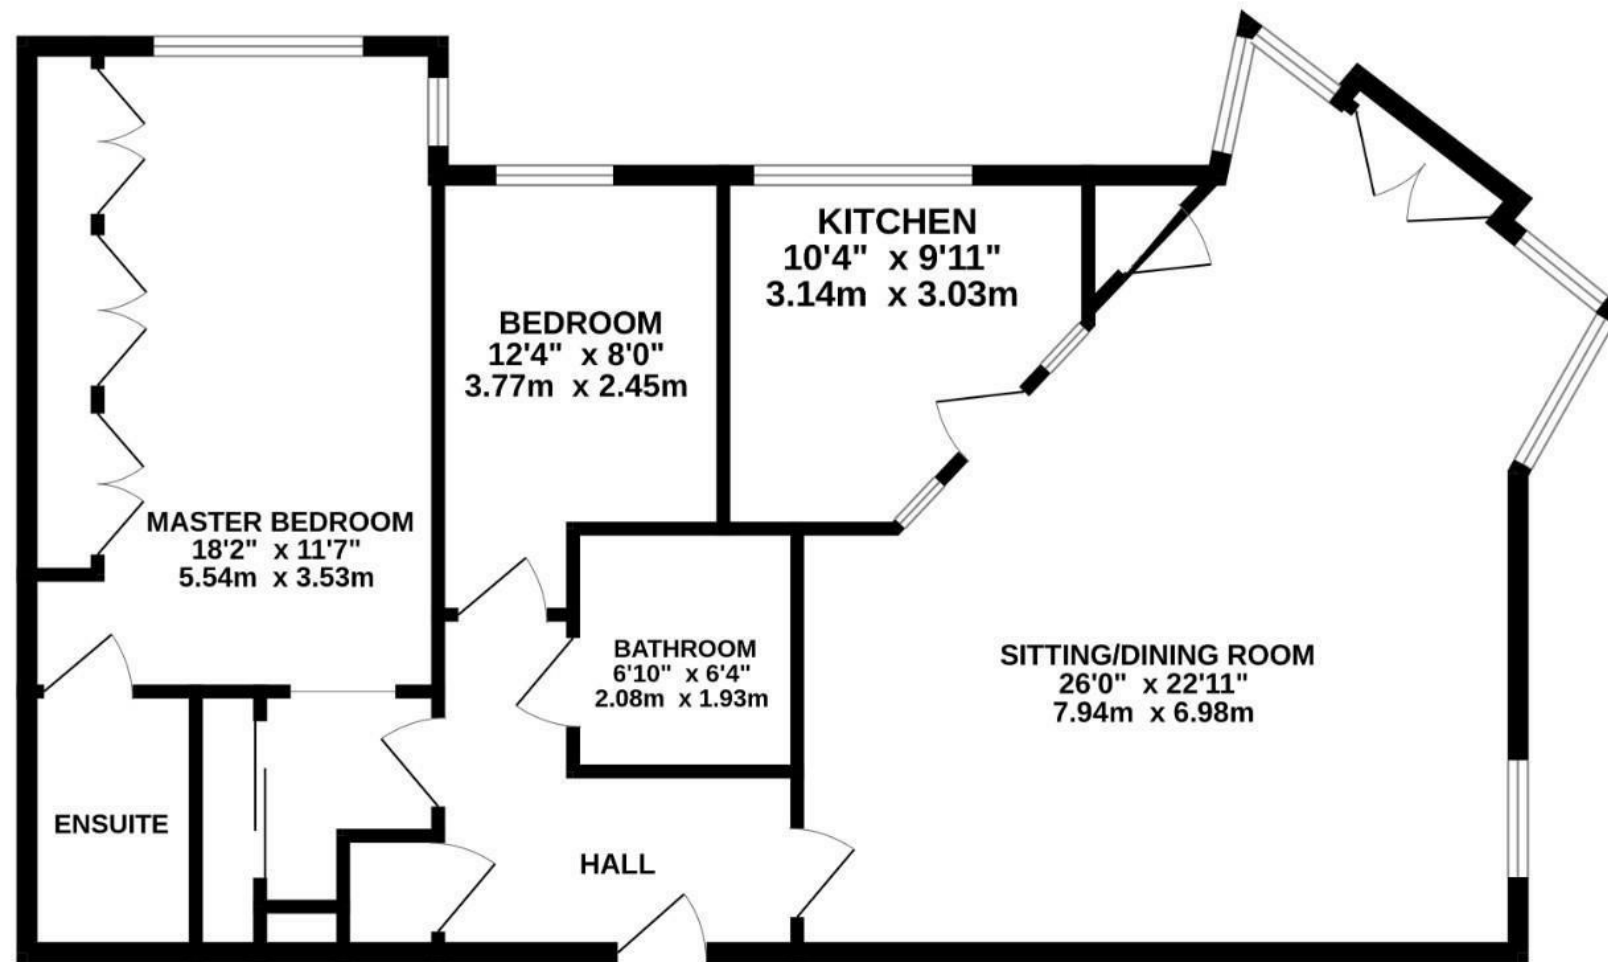 KITCHEN
10'4" x 9'11"
3.14m x 3.03m
BEDROOM
12'4" x 8'0"
3.77m x 2.45m
MASTER BEDROOM
18'2" x 11'7"
5.54m x 3.53m
BATHROOM
6'10" x 6'4"
2.08m x 1.93m
SITTING/DINING ROOM
26'0" x 22'11"
7.94m x 6.98m
ENSUITE
HALL